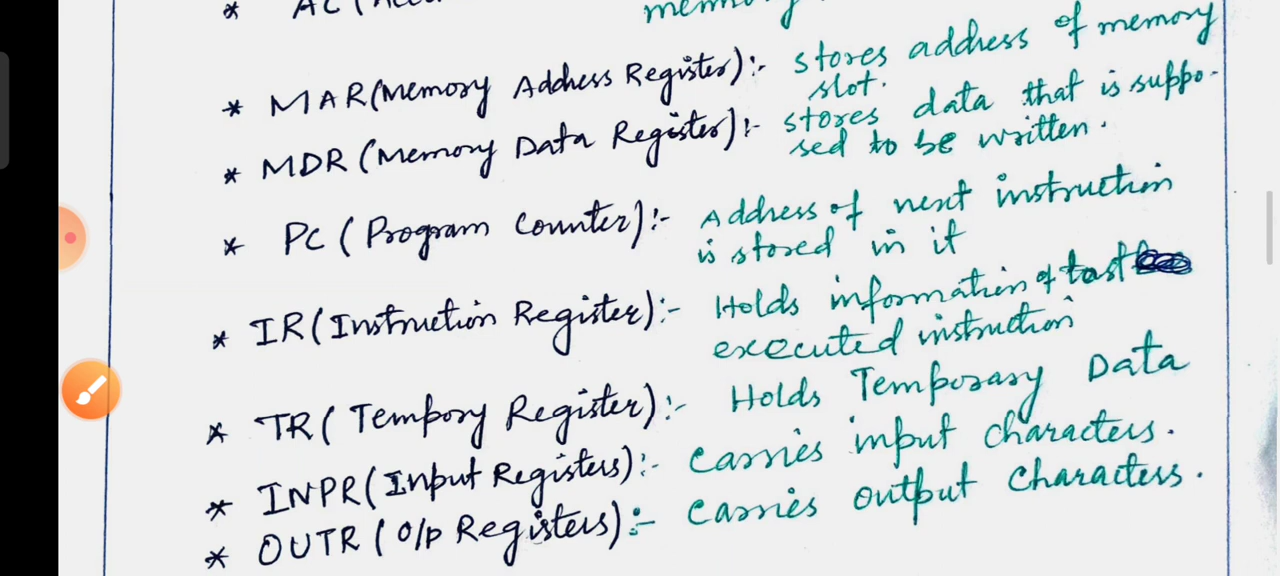 * AC (
memory
* MAR(Memory Address Register):- stores address of memory
slot.
* MDR (Memory Data Register):- stores data that is suppo-
sed to be written.
* PC ( Program Counter):- Address of next instruction
is stored in it
* IR (Instruction Register):- Holds information of last
executed instruction
* TR ( Tempory Register):- Holds Temporary Data
* INPR (Input Registers):- Carries input characters.
* OUTR ( O/p Registers):- Carries output characters.